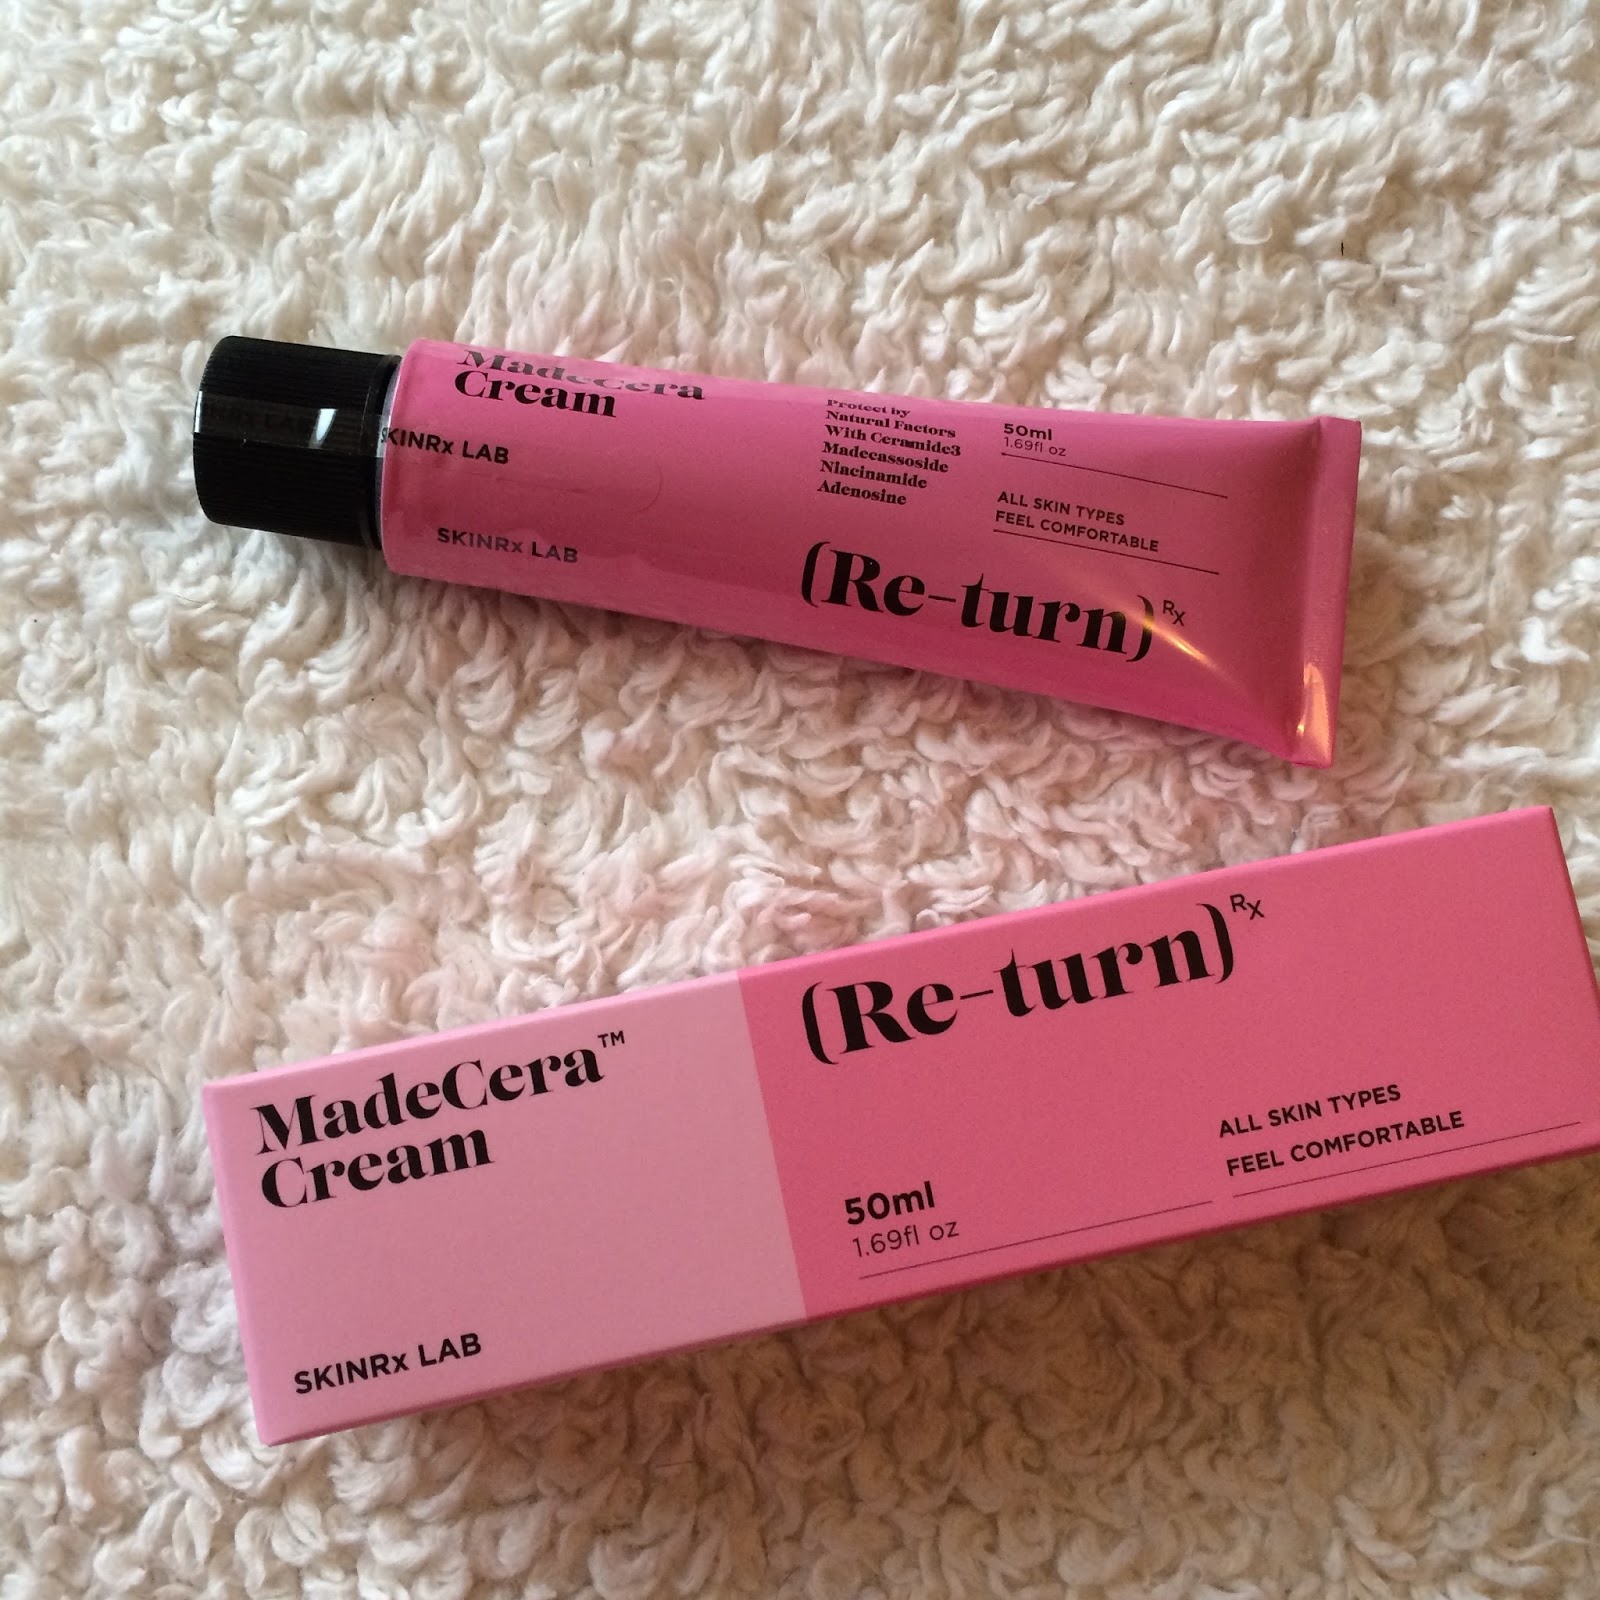 MadeCera
Cream
SKINRx LAB
SKINRx LAB
Protect by
Natural Factors
With Ceramide3
Madecassoside
Niacinamide
Adenosine
50ml
1.69fl oz
ALL SKIN TYPES
FEEL COMFORTABLE
(Re-turn) Rx
MadeCera™
Cream
SKINRx LAB
(Re-turn) Rx
50ml
1.69fl oz
ALL SKIN TYPES
FEEL COMFORTABLE